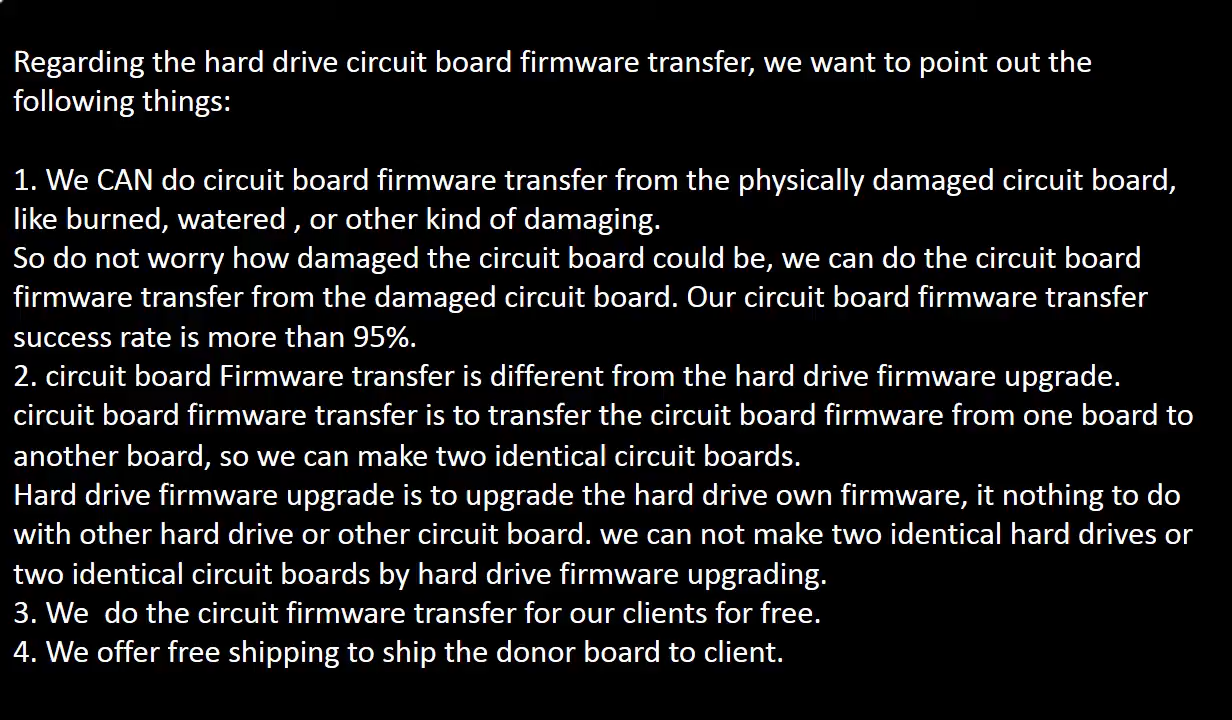 Regarding the hard drive circuit board firmware transfer, we want to point out the
following things:
1. We CAN do circuit board firmware transfer from the physically damaged circuit board,
like burned, watered , or other kind of damaging.
So do not worry how damaged the circuit board could be, we can do the circuit board
firmware transfer from the damaged circuit board. Our circuit board firmware transfer
success rate is more than 95%.
2. circuit board Firmware transfer is different from the hard drive firmware upgrade.
circuit board firmware transfer is to transfer the circuit board firmware from one board to
another board, so we can make two identical circuit boards.
Hard drive firmware upgrade is to upgrade the hard drive own firmware, it nothing to do
with other hard drive or other circuit board. we can not make two identical hard drives or
two identical circuit boards by hard drive firmware upgrading.
3. We  do the circuit firmware transfer for our clients for free.
4. We offer free shipping to ship the donor board to client.